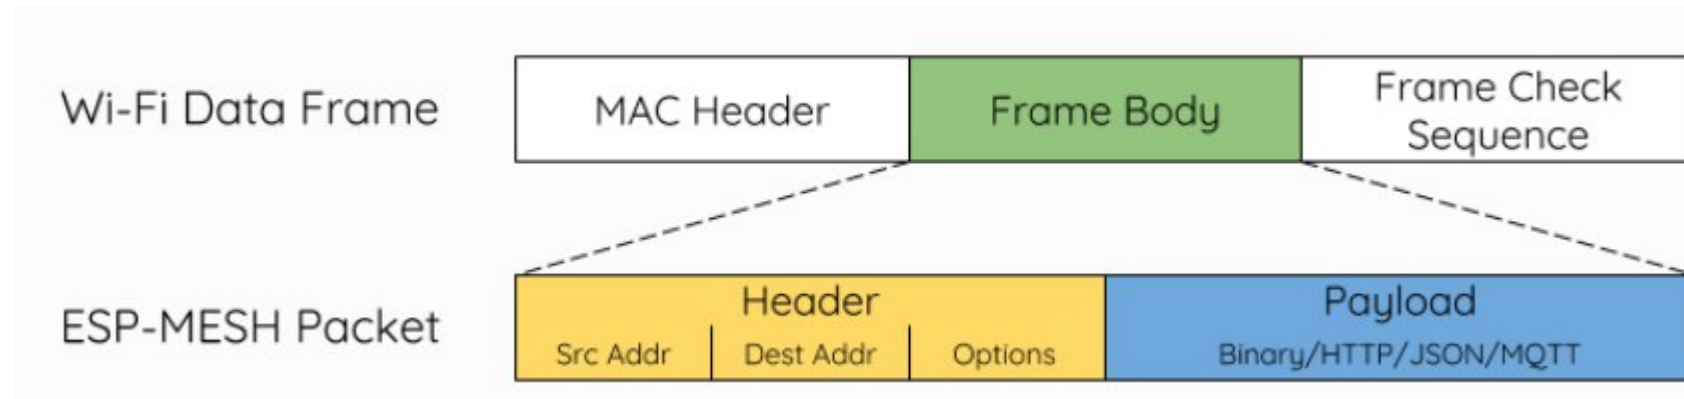 Wi-Fi Data Frame
MAC Header
Frame Body
Frame Check
Sequence
ESP-MESH Packet
Header
Src Addr
Dest Addr
Options
Payload
Binary/HTTP/JSON/MQTT